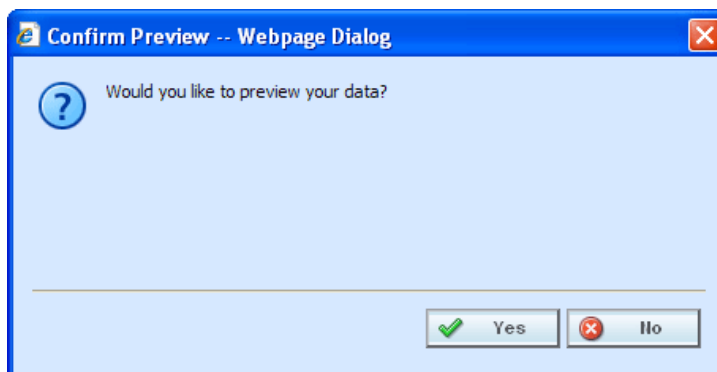 Confirm Preview -- Webpage Dialog
Would you like to preview your data?
Yes
No